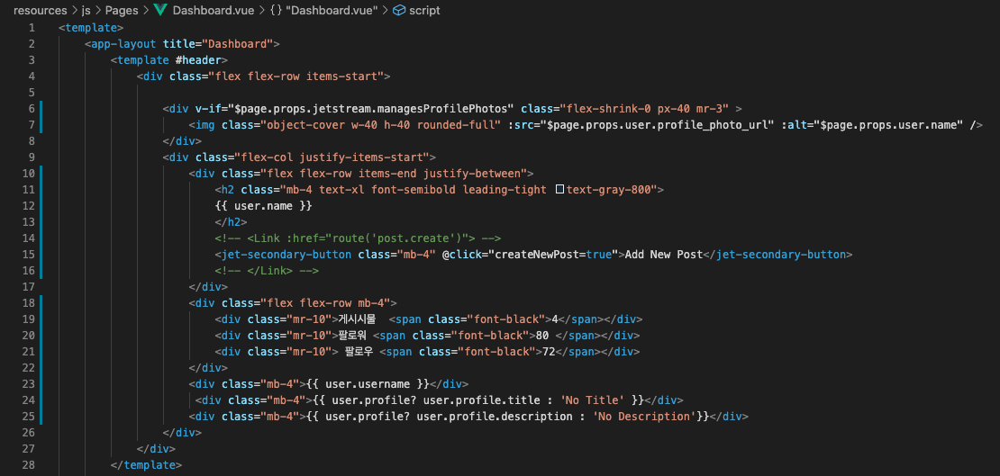 resources > js > Pages > Dashboard.vue > {} "Dashboard.vue" > script
1 <template>
2 <app-layout title="Dashboard">
3 <template #header>
4 <div class="flex flex-row items-start">
5
6 <div v-if="$page.props.jetstream.managesProfilePhotos" class="flex-shrink-0 px-40 mr-3" >
7 <img class="object-cover w-40 h-40 rounded-full" :src="$page.props.user.profile_photo_url" :alt="$page.props.user.name" />
8 </div>
9 <div class="flex-col justify-items-start">
10 <div class="flex flex-row items-end justify-between">
11 <h2 class="mb-4 text-xl font-semibold leading-tight text-gray-800">
12 {{ user.name }}
13 </h2>
14 <!-- <Link :href="route('post.create')"> -->
15 <jet-secondary-button class="mb-4" @click="createNewPost=true">Add New Post</jet-secondary-button>
16 <!-- </Link> -->
17 </div>
18 <div class="flex flex-row mb-4">
19 <div class="mr-10">게시시물  <span class="font-black">4</span></div>
20 <div class="mr-10">팔로워 <span class="font-black">80 </span></div>
21 <div class="mr-10"> 팔로우 <span class="font-black">72</span></div>
22 </div>
23 <div class="mb-4">{{ user.username }}</div>
24 <div class="mb-4">{{ user.profile? user.profile.title : 'No Title' }}</div>
25 <div class="mb-4">{{ user.profile? user.profile.description : 'No Description'}}</div>
26 </div>
27 </div>
28 </template>